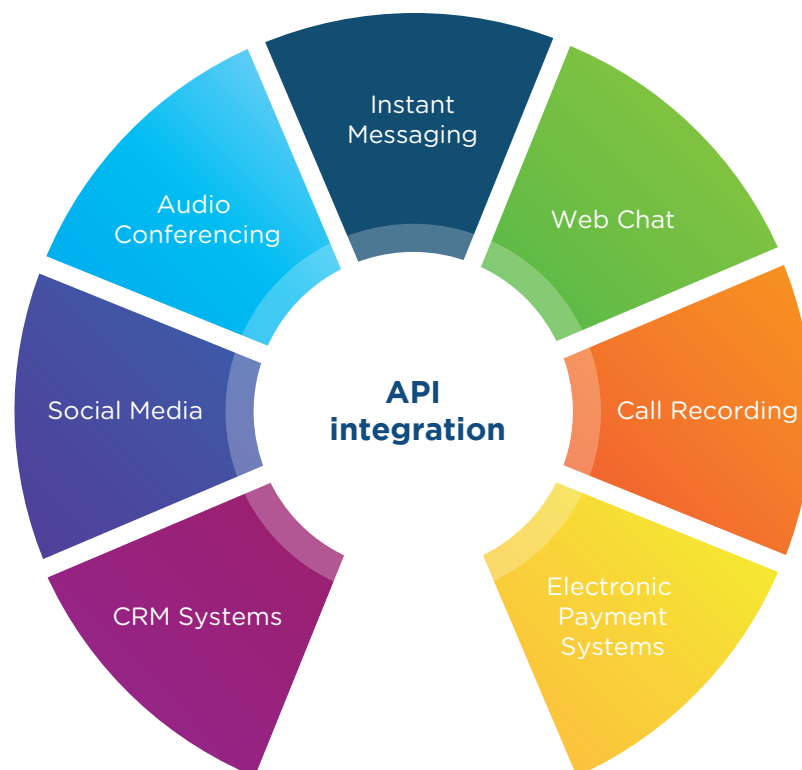 Instant
Messaging
Audio
Conferencing
Web Chat
Social Media
API
integration
Call Recording
CRM Systems
Electronic
Payment
Systems